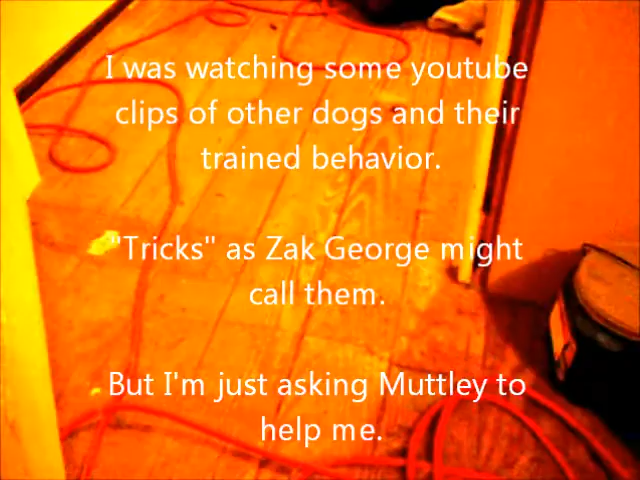 I was watching some youtube
clips of other dogs and their
trained behavior.
"Tricks" as Zak George might
call them.
But I'm just asking Muttley to
help me.